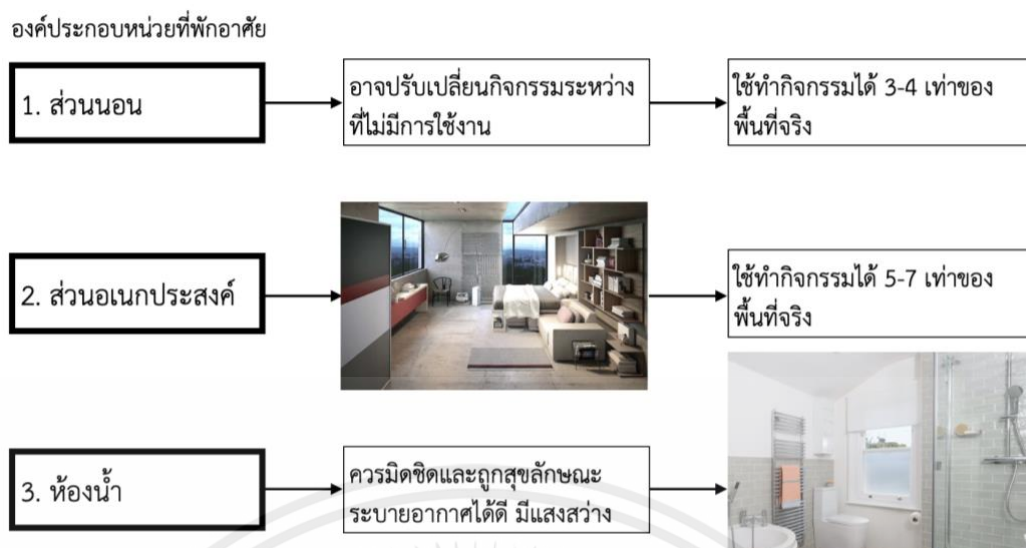 องค์ประกอบหน่วยที่พักอาศัย
1. ส่วนนอน
อาจปรับเปลี่ยนกิจกรรมระหว่าง
ที่ไม่มีการใช้งาน
ใช้ทำกิจกรรมได้ 3-4 เท่าของ
พื้นที่จริง
2. ส่วนอเนกประสงค์
ใช้ทำกิจกรรมได้ 5-7 เท่าของ
พื้นที่จริง
3. ห้องน้ำ
ควรมิดชิดและถูกสุขลักษณะ
ระบายอากาศได้ดี มีแสงสว่าง